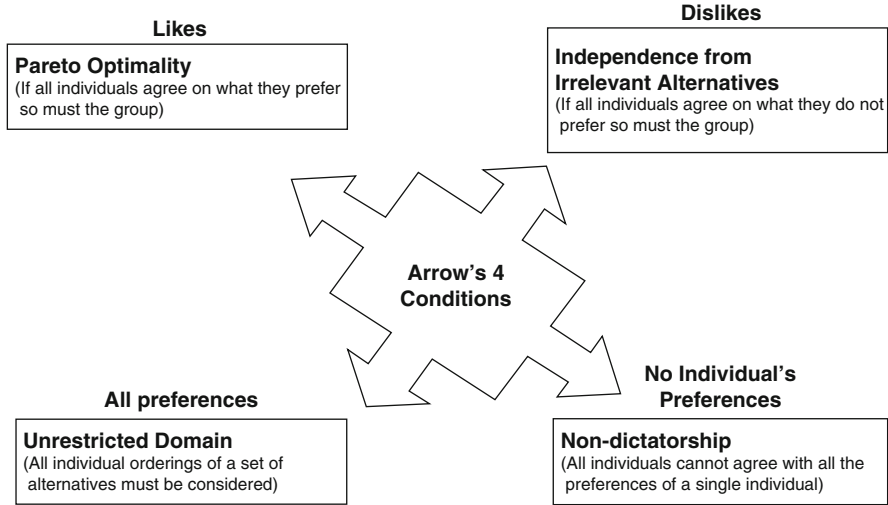 Likes
Pareto Optimality
(If all individuals agree on what they prefer
so must the group)
Dislikes
Independence from
Irrelevant Alternatives
(If all individuals agree on what they do not
prefer so must the group)
Arrow's 4
Conditions
All preferences
Unrestricted Domain
(All individual orderings of a set of
alternatives must be considered)
No Individual's
Preferences
Non-dictatorship
(All individuals cannot agree with all the
preferences of a single individual)